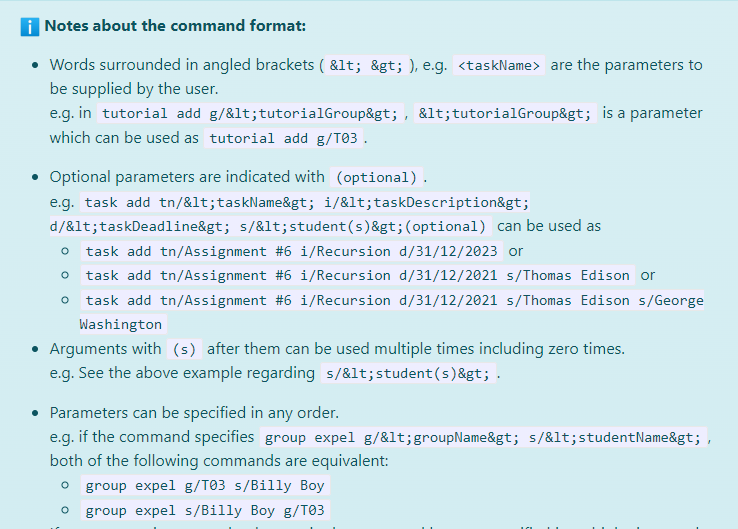 Notes about the command format:
Words surrounded in angled brackets ( &lt; &gt; ), e.g. <taskName> are the parameters to
be supplied by the user.
e.g. in tutorial add g/&lt;tutorialGroup&gt; , &lt;tutorialGroup&gt; is a parameter
which can be used as tutorial add g/T03 .
Optional parameters are indicated with (optional) .
e.g. task add tn/&lt;taskName&gt; i/&lt;taskDescription&gt;
d/&lt;taskDeadline&gt; s/&lt;student(s)&gt;(optional) can be used as
task add tn/Assignment #6 i/Recursion d/31/12/2023 or
task add tn/Assignment #6 i/Recursion d/31/12/2021 s/Thomas Edison or
task add tn/Assignment #6 i/Recursion d/31/12/2021 s/Thomas Edison s/George
Washington
Arguments with (s) after them can be used multiple times including zero times.
e.g. See the above example regarding s/&lt;student(s)&gt; .
Parameters can be specified in any order.
e.g. if the command specifies group expel g/&lt;groupName&gt; s/&lt;studentName&gt; ,
both of the following commands are equivalent:
group expel g/T03 s/Billy Boy
group expel s/Billy Boy g/T03